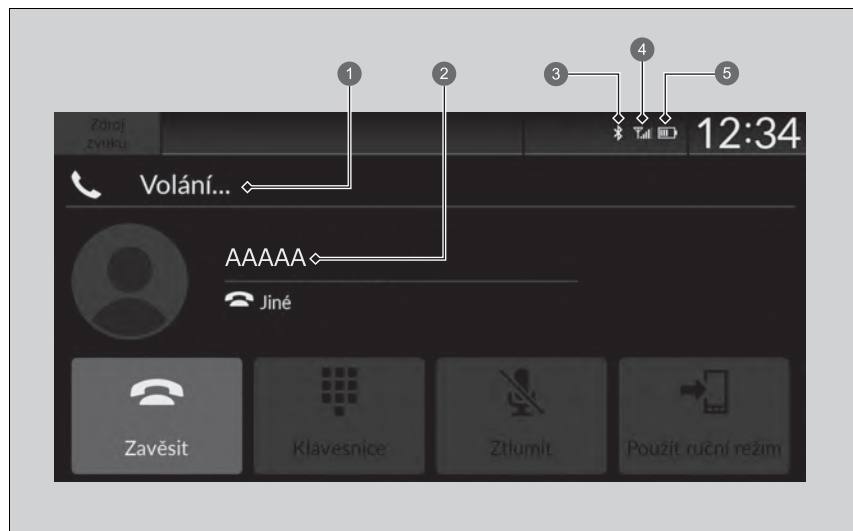 1 2 3 4 5
Zdroj
zvuku
12:34
Volání...
AAAAA
Jiné
Zavěsit
Klávesnice
Ztlumit
Použít ruční režim